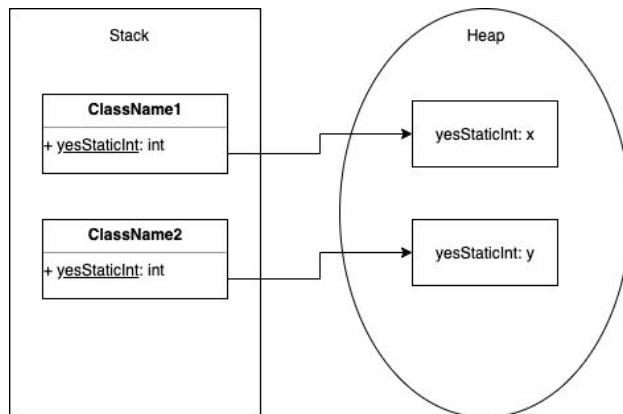 Stack
Heap
ClassName1
+ yesStaticInt: int
yesStaticInt: x
ClassName2
+ yesStaticInt: int
yesStaticInt: y